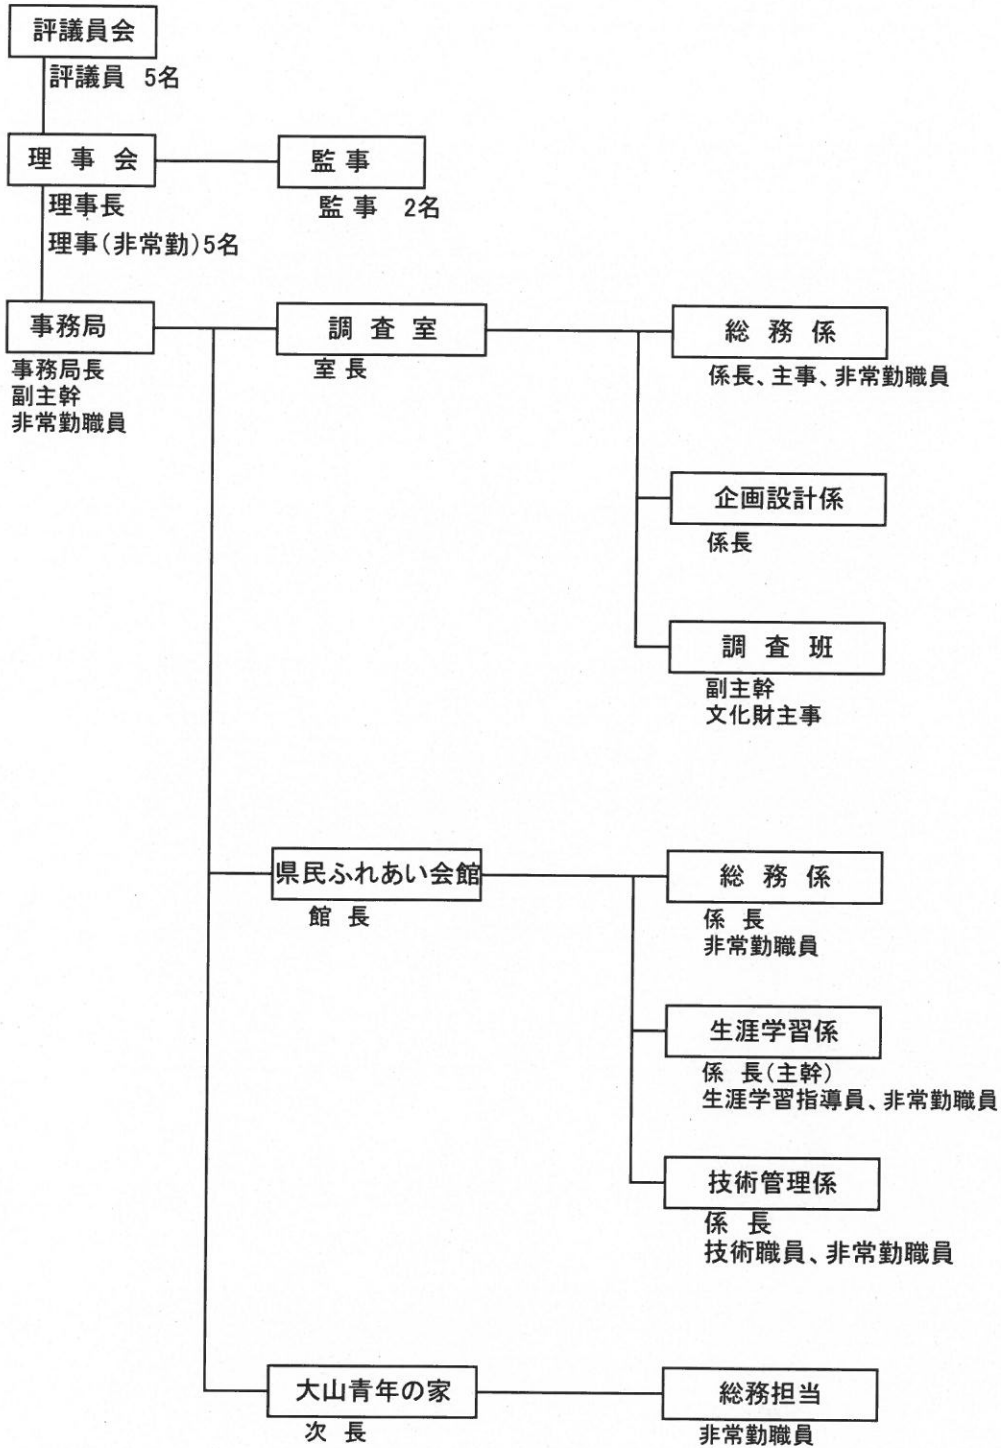 評議員会
評議員 5名
理 事 会
監 事
理事長
監 事 2名
理事(非常勤)5名
事務局
調 査 室
総 務 係
事務局長
副主幹
非常勤職員
室 長
係長、主事、非常勤職員
企画設計係
係長
調 査 班
副主幹
文化財主事
県民ふれあい会館
館 長
総 務 係
係 長
非常勤職員
生涯学習係
係 長(主幹)
生涯学習指導員、非常勤職員
技術管理係
係 長
技術職員、非常勤職員
大山青年の家
次 長
総務担当
非常勤職員